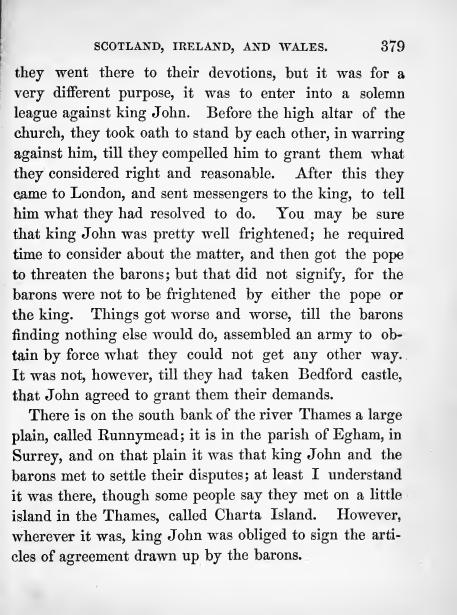 SCOTLAND, IRELAND, AND WALES. 379
they went there to their devotions, but it was for a
very different purpose, it was to enter into a solemn
league against king John. Before the high altar of the
church, they took oath to stand by each other, in warring
against him, till they compelled him to grant them what
they considered right and reasonable. After this they
came to London, and sent messengers to the king, to tell
him what they had resolved to do. You may be sure
that king John was pretty well frightened; he required
time to consider about the matter, and then got the pope
to threaten the barons; but that did not signify, for the
barons were not to be frightened by either the pope or
the king. Things got worse and worse, till the barons
finding nothing else would do, assembled an army to ob-
tain by force what they could not get any other way.
It was not, however, till they had taken Bedford castle,
that John agreed to grant them their demands.
There is on the south bank of the river Thames a large
plain, called Runnymead; it is in the parish of Egham, in
Surrey, and on that plain it was that king John and the
barons met to settle their disputes; at least I understand
it was there, though some people say they met on a little
island in the Thames, called Charta Island. However,
wherever it was, king John was obliged to sign the arti-
cles of agreement drawn up by the barons.